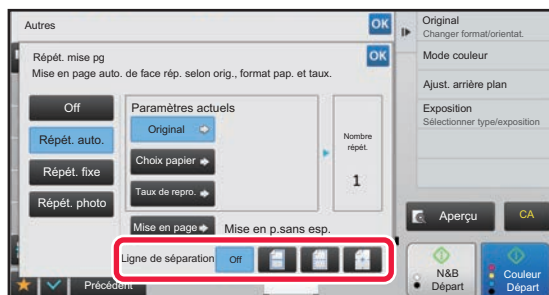 Autres
OK
Répét. mise pg
OK
Mise en page auto. de face rép. selon orig., format pap. et taux.
Off
Répét. auto.
Répét. fixe
Répét. photo
Paramètres actuels
Original
Choix papier
Taux de repro.
Nombre
répét.
1
Mise en page
Mise en p.sans esp.
Ligne de séparation
Off
Précédent
Original
Changer format/orientat.
Mode couleur
Ajust. arrière plan
Exposition
Sélectionner type/exposition
Aperçu
CA
N&B
Départ
Couleur
Départ